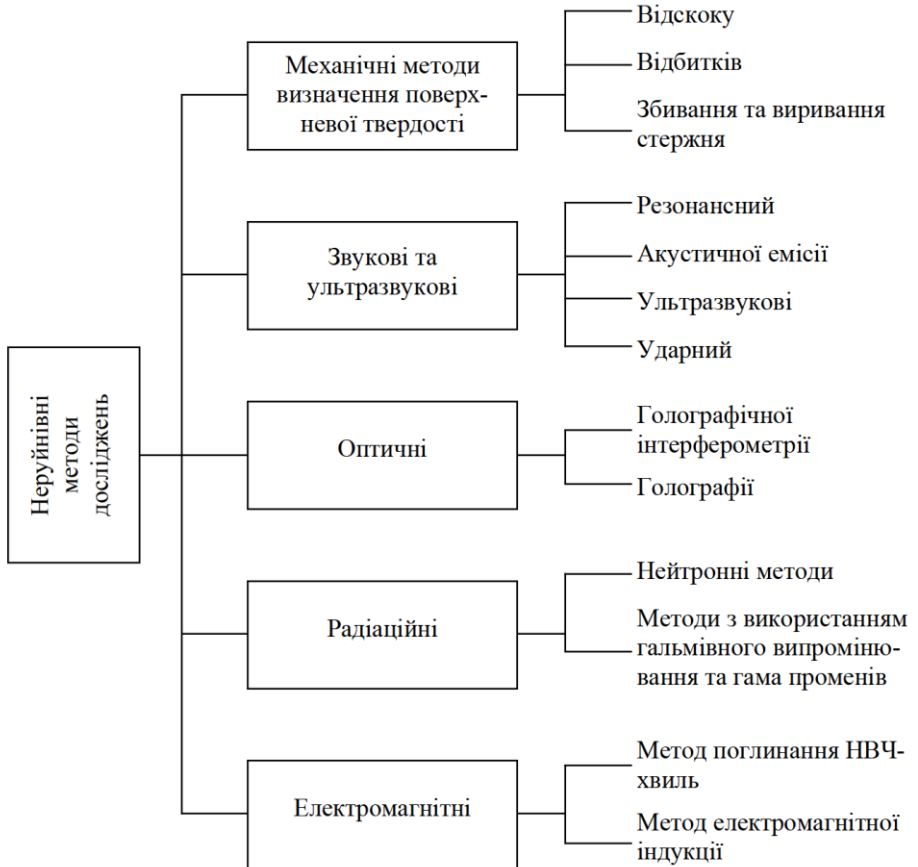 Неруйнівні
методи
досліджень
Механічні методи
визначення поверх-
невої твердості
Відскоку
Відбитків
Збивання та виривання
стержня
Звукові та
ультразвукові
Резонансний
Акустичної емісії
Ультразвукові
Ударний
Оптичні
Голографічної
інтерферометрії
Голографії
Радіаційні
Нейтронні методи
Методи з використанням
гальмівного випроміню-
вання та гама променів
Електромагнітні
Метод поглинання НВЧ-
хвиль
Метод електромагнітної
індукції